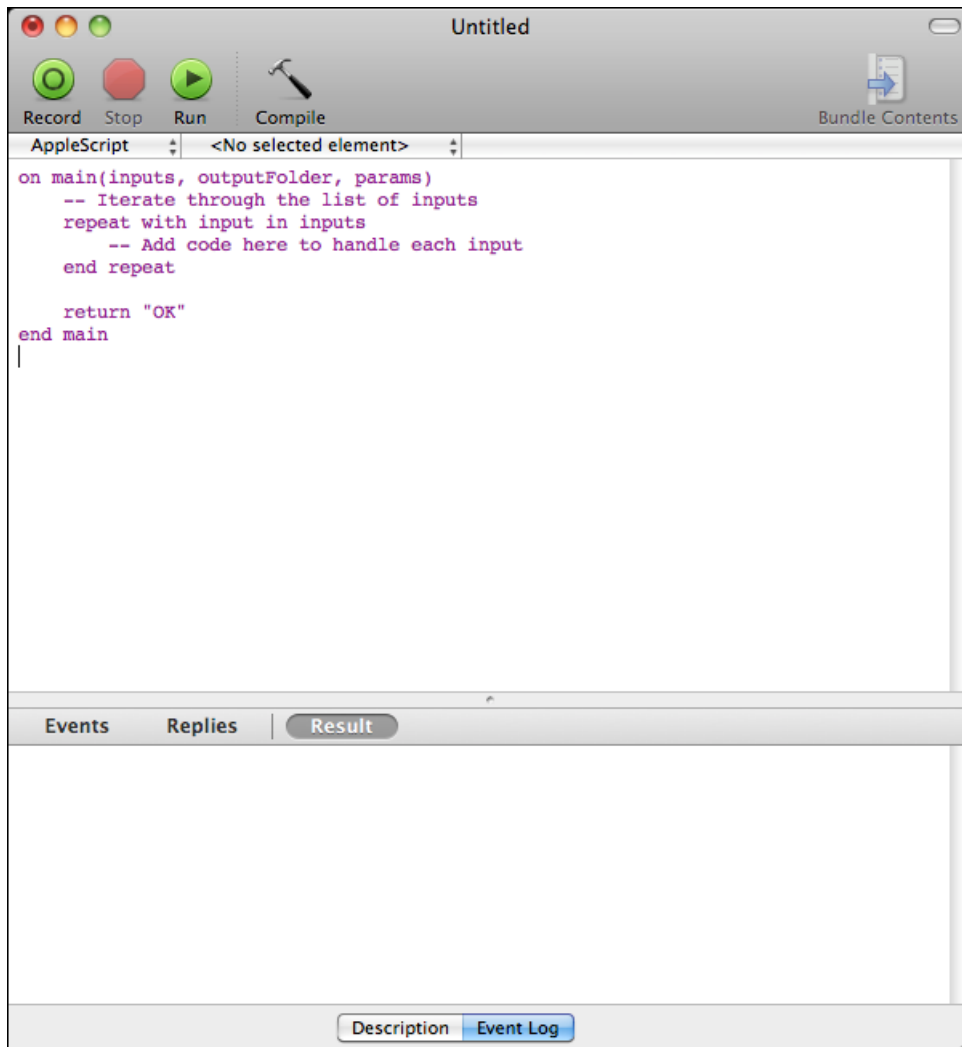 Untitled
Record Stop Run Compile Bundle Contents
AppleScript <No selected element>
on main(inputs, outputFolder, params)
    -- Iterate through the list of inputs
    repeat with input in inputs
        -- Add code here to handle each input
    end repeat

    return "OK"
end main
Events Replies Result
Description Event Log